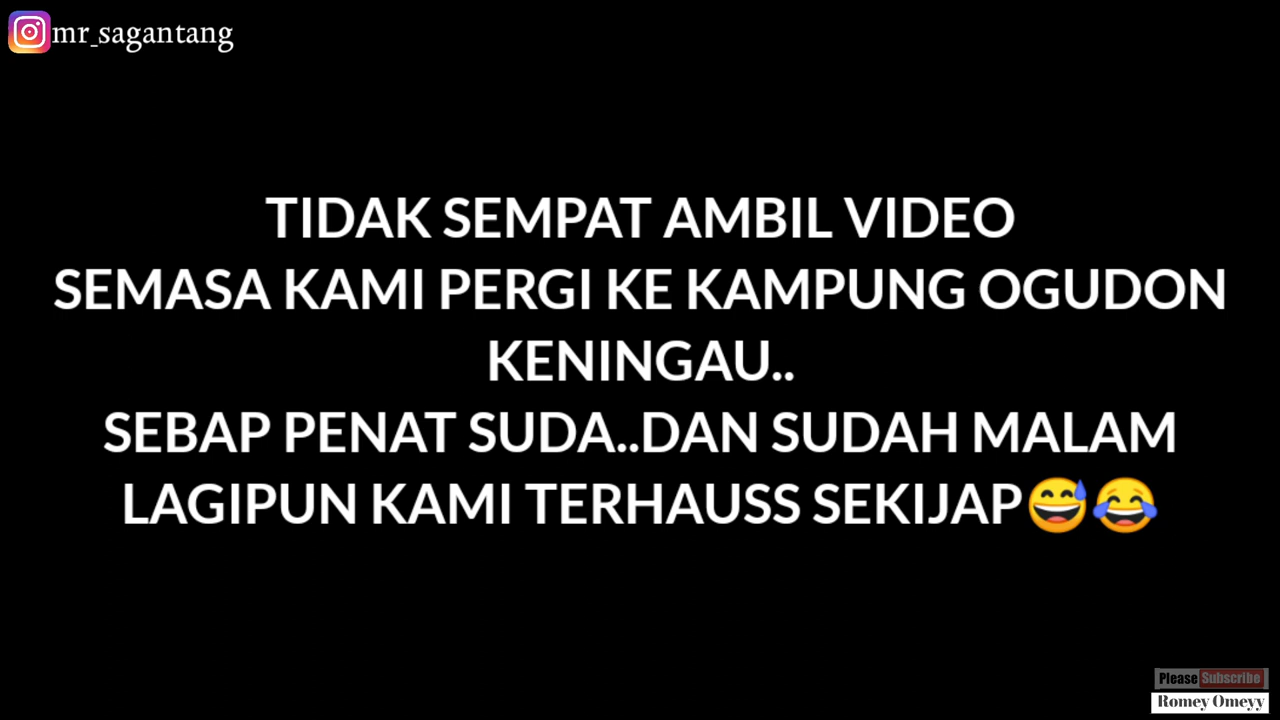 mr_sagantang
TIDAK SEMPAT AMBIL VIDEO
SEMASA KAMI PERGI KE KAMPUNG OGUDON
KENINGAU..
SEBAP PENAT SUDA..DAN SUDAH MALAM
LAGIPUN KAMI TERHAUSS SEKIJAP😅😂
Please Subscribe
Romey Omeyy